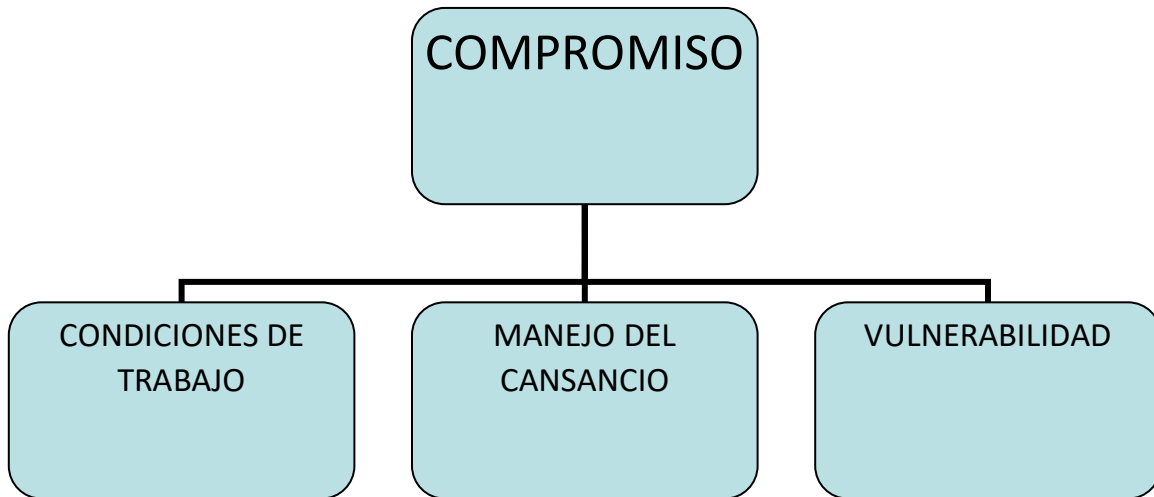 COMPROMISO
CONDICIONES DE
TRABAJO
MANEJO DEL
CANSANCIO
VULNERABILIDAD